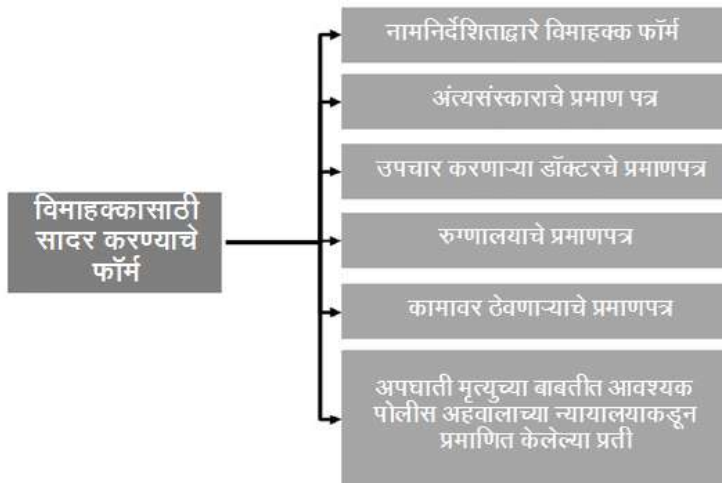 विमाहक्कासाठी
सादर करण्याचे
फॉर्म
नामनिर्देशिताद्वारे विमाहक्क फॉर्म
अंत्यसंस्काराचे प्रमाण पत्र
उपचार करणाऱ्या डॉक्टरचे प्रमाणपत्र
रुग्णालयाचे प्रमाणपत्र
कामावर ठेवणाऱ्याचे प्रमाणपत्र
अपघाती मृत्युच्या बाबतीत आवश्यक
पोलीस अहवालाच्या न्यायालयाकडून
प्रमाणित केलेल्या प्रती